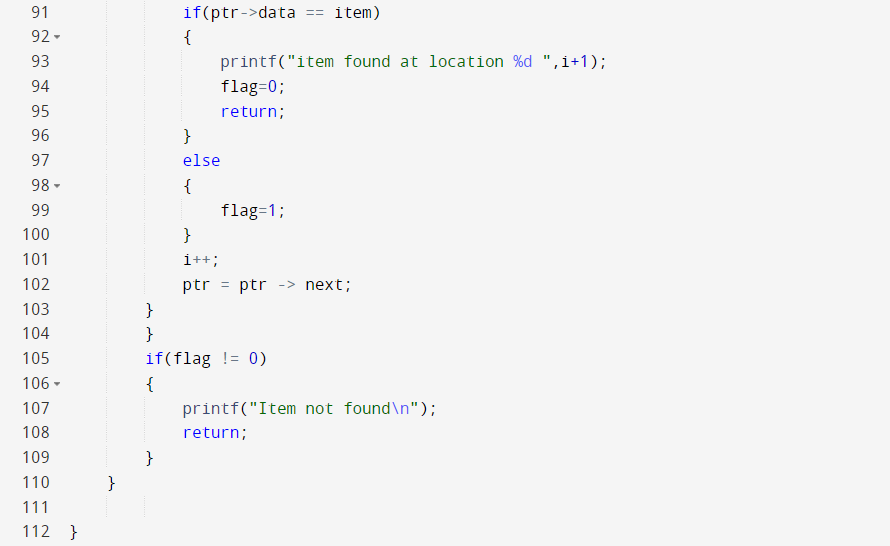 91 if(ptr->data == item)
92 {
93 printf("item found at location %d ",i+1);
94 flag=0;
95 return;
96 }
97 else
98 {
99 flag=1;
100 }
101 i++;
102 ptr = ptr -> next;
103 }
104 }
105 if(flag != 0)
106 {
107 printf("Item not found\n");
108 return;
109 }
110 }
111
112 }